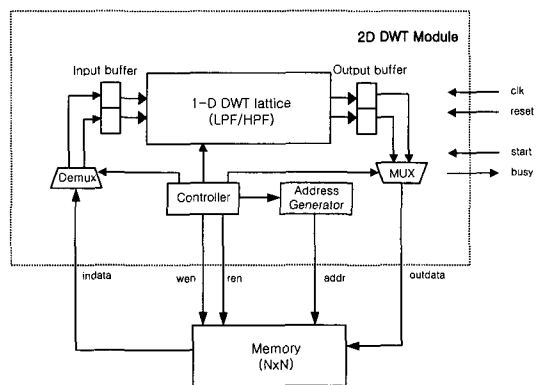 2D DWT Module
Input buffer
Output buffer
1-D DWT lattice
(LPF/HPF)
clk
reset
start
busy
Demux
MUX
Controller
Address
Generator
indata
wen
ren
addr
outdata
Memory
(NxN)